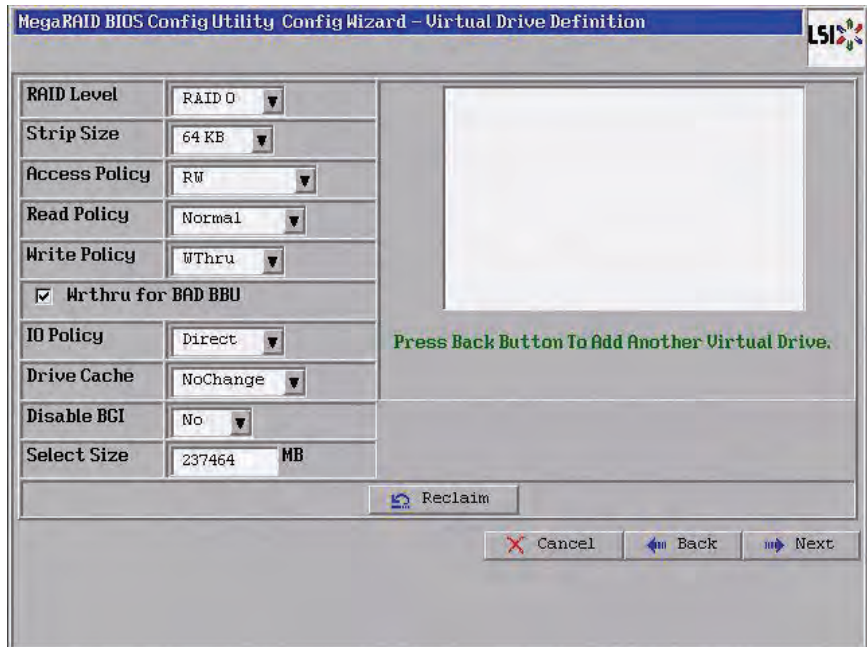 MegaRAID BIOS Config Utility Config Wizard - Virtual Drive Definition
LSI
RAID Level RAID 0
Strip Size 64 KB
Access Policy RW
Read Policy Normal
Write Policy WThru
Wrthru for BAD BBU
IO Policy Direct
Drive Cache NoChange
Disable BGI No
Select Size 237464 MB
Press Back Button To Add Another Virtual Drive.
Reclaim
Cancel Back Next